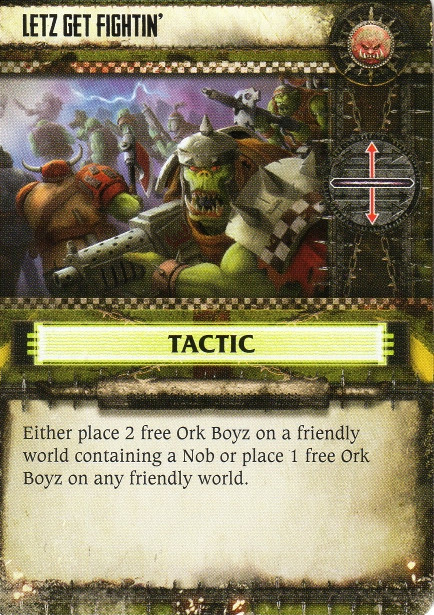 LETZ GET FIGHTIN'
TACTIC
Either place 2 free Ork Boyz on a friendly
world containing a Nob or place 1 free Ork
Boyz on any friendly world.